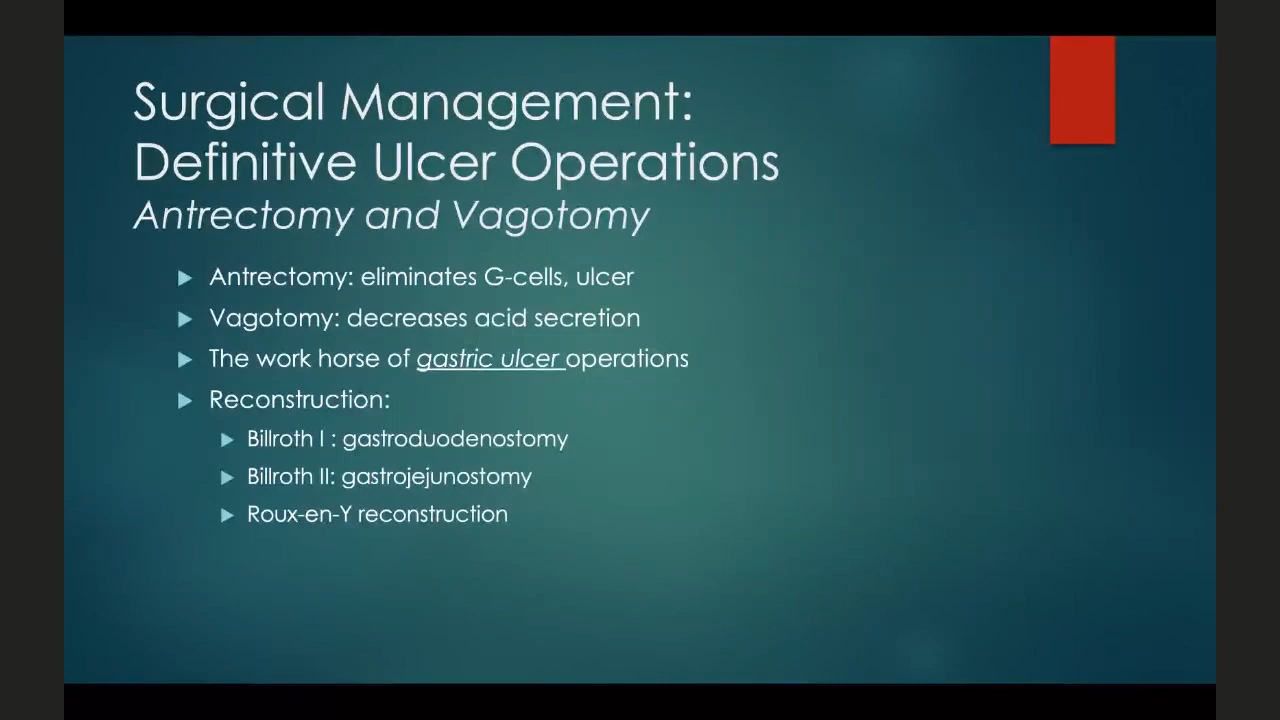 Surgical Management:
Definitive Ulcer Operations
Antrectomy and Vagotomy
Antrectomy: eliminates G-cells, ulcer
Vagotomy: decreases acid secretion
The work horse of gastric ulcer operations
Reconstruction:
Billroth I : gastroduodenostomy
Billroth II: gastrojejunostomy
Roux-en-Y reconstruction